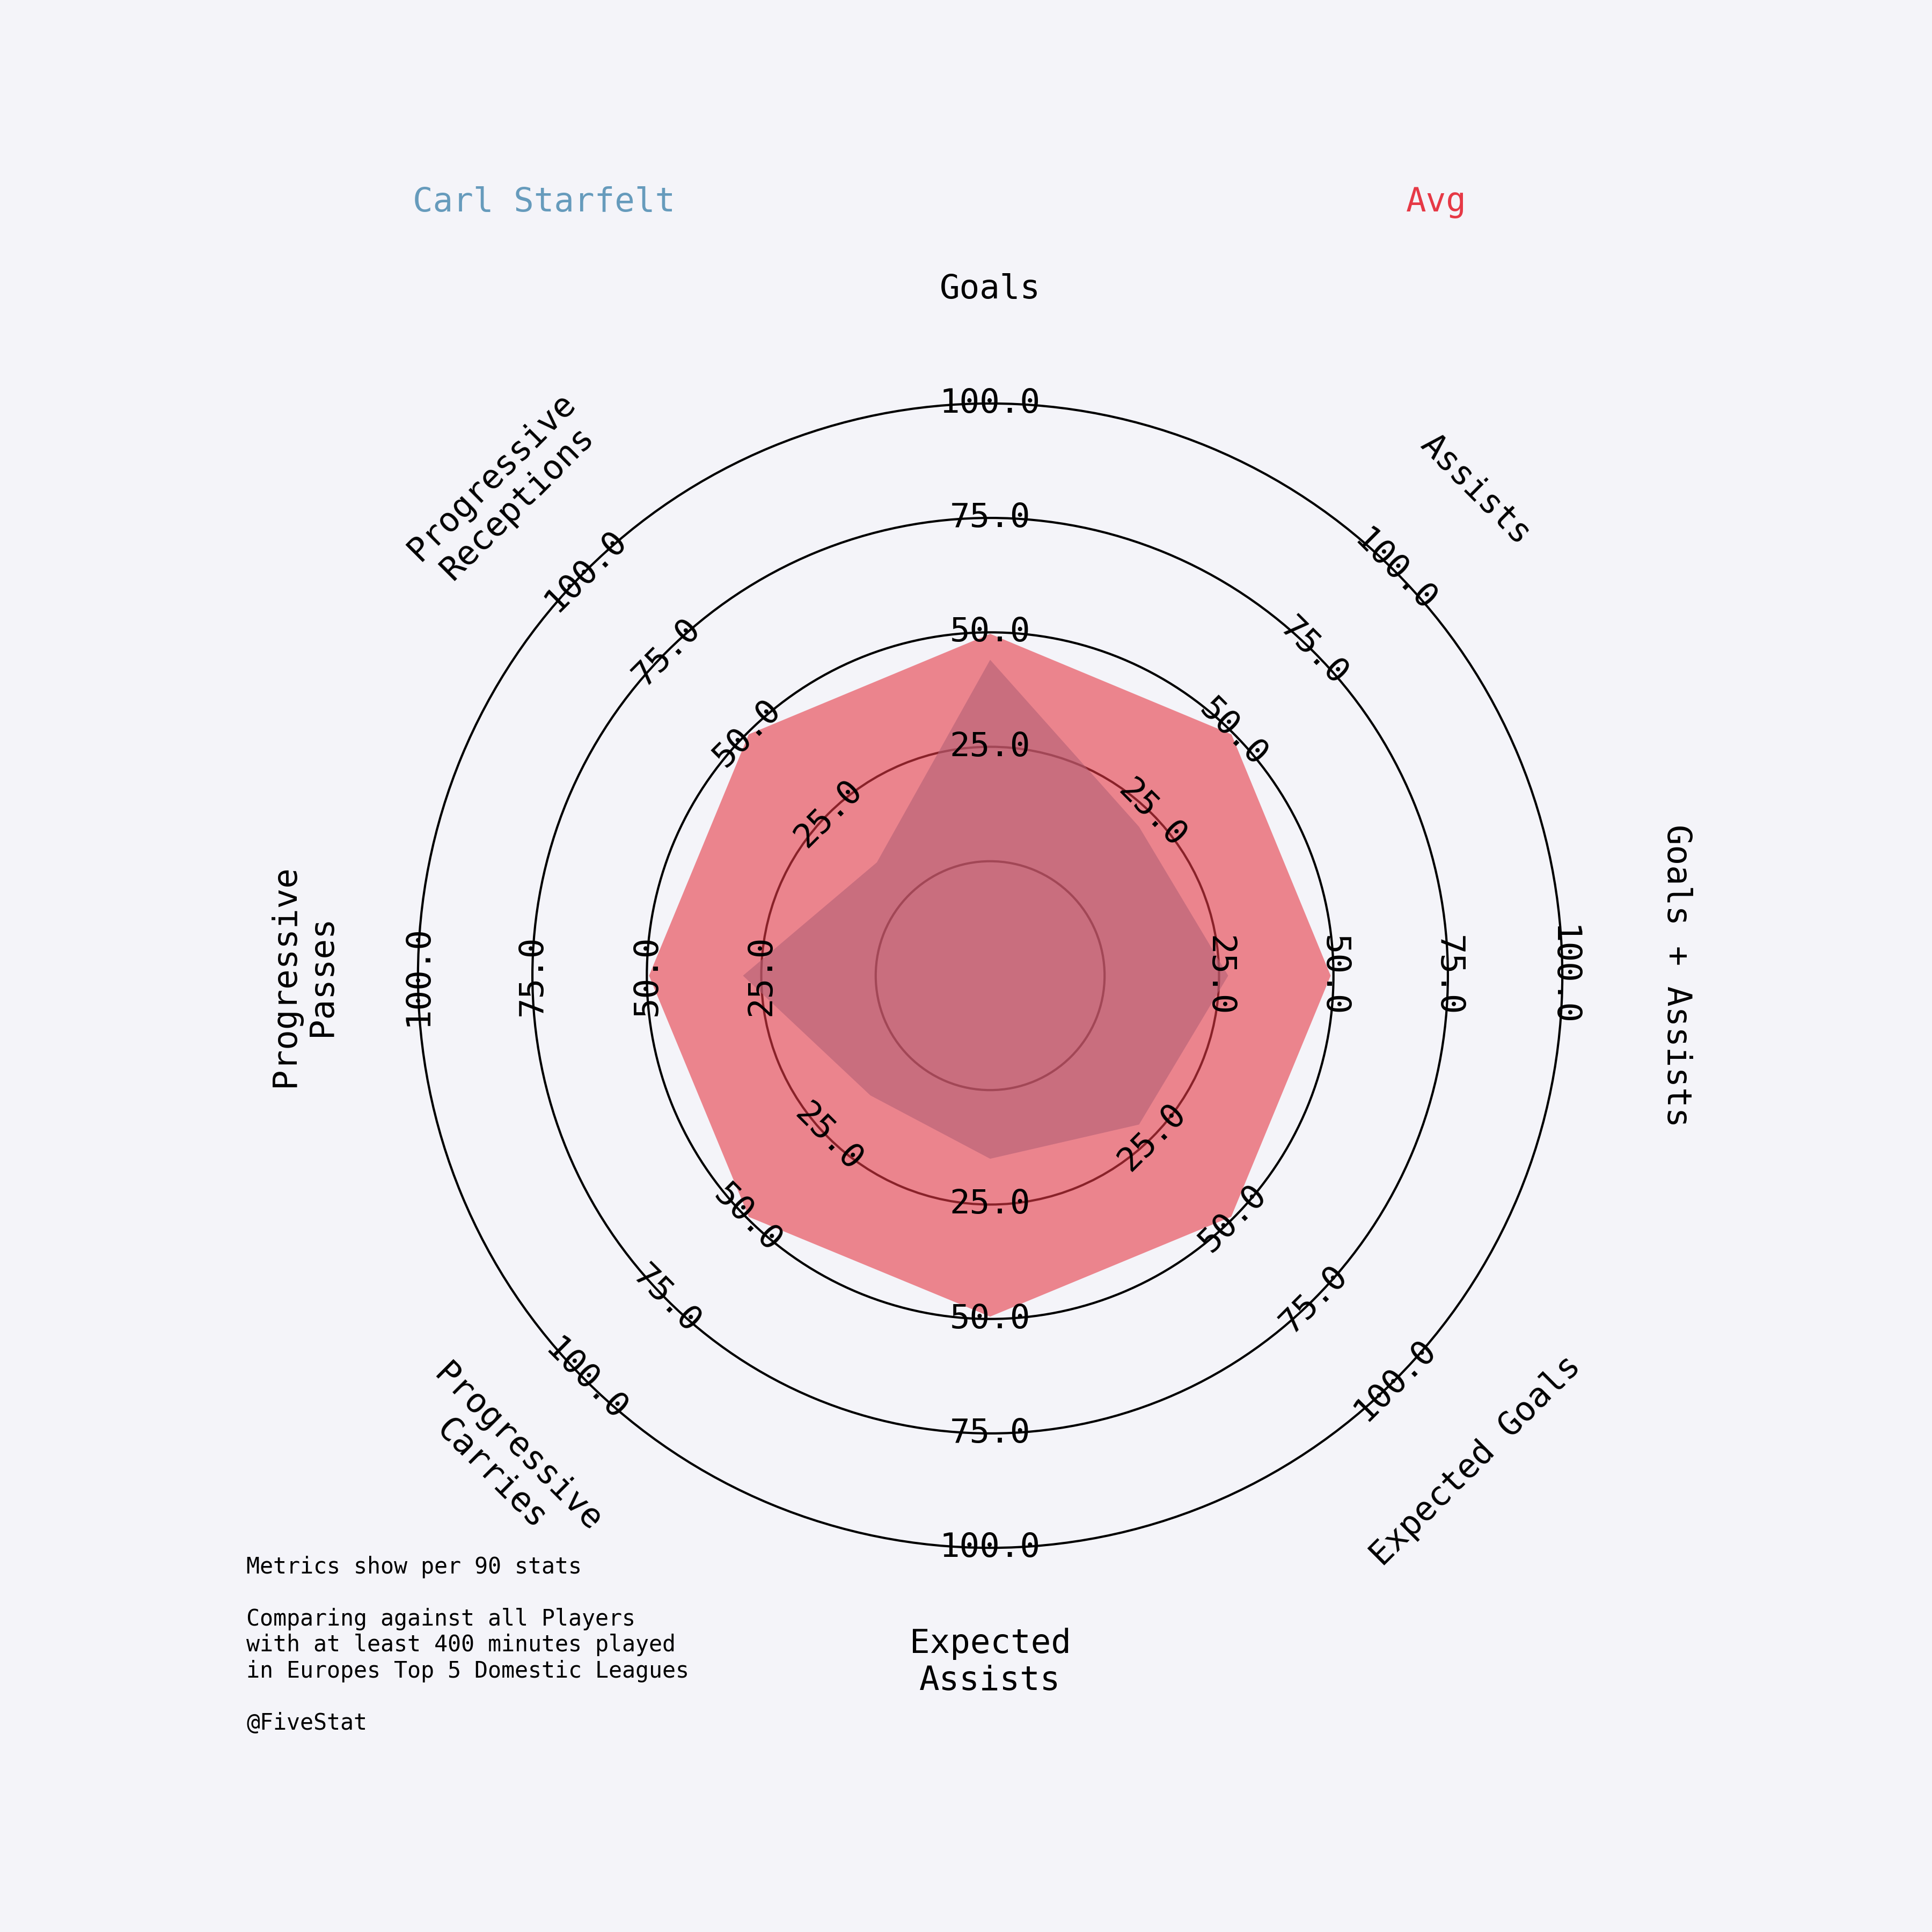 Carl Starfelt
Avg
Goals
Assists
Goals + Assists
Expected Goals
Expected
Assists
Progressive
Carries
Progressive
Passes
Progressive
Receptions
100.0
75.0
50.0
25.0
100.0
75.0
50.0
25.0
100.0
75.0
50.0
25.0
100.0
75.0
50.0
25.0
25.0
50.0
75.0
100.0
25.0
50.0
75.0
100.0
100.0
75.0
50.0
25.0
100.0
75.0
50.0
25.0
Metrics show per 90 stats
Comparing against all Players
with at least 400 minutes played
in Europes Top 5 Domestic Leagues
@FiveStat